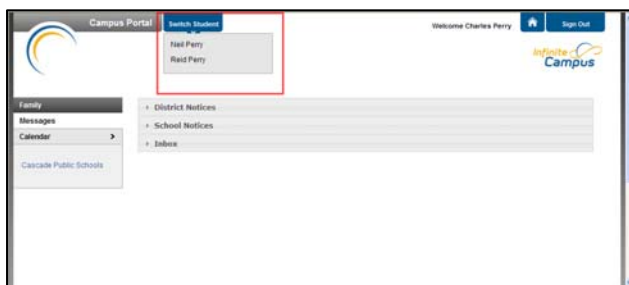 Campus Portal Switch Student Welcome Charles Perry Sign Out
Neil Perry
Reid Perry
Infinite
Campus
Family
Messages
Calendar >
Cascade Public Schools
› District Notices
› School Notices
› Inbox